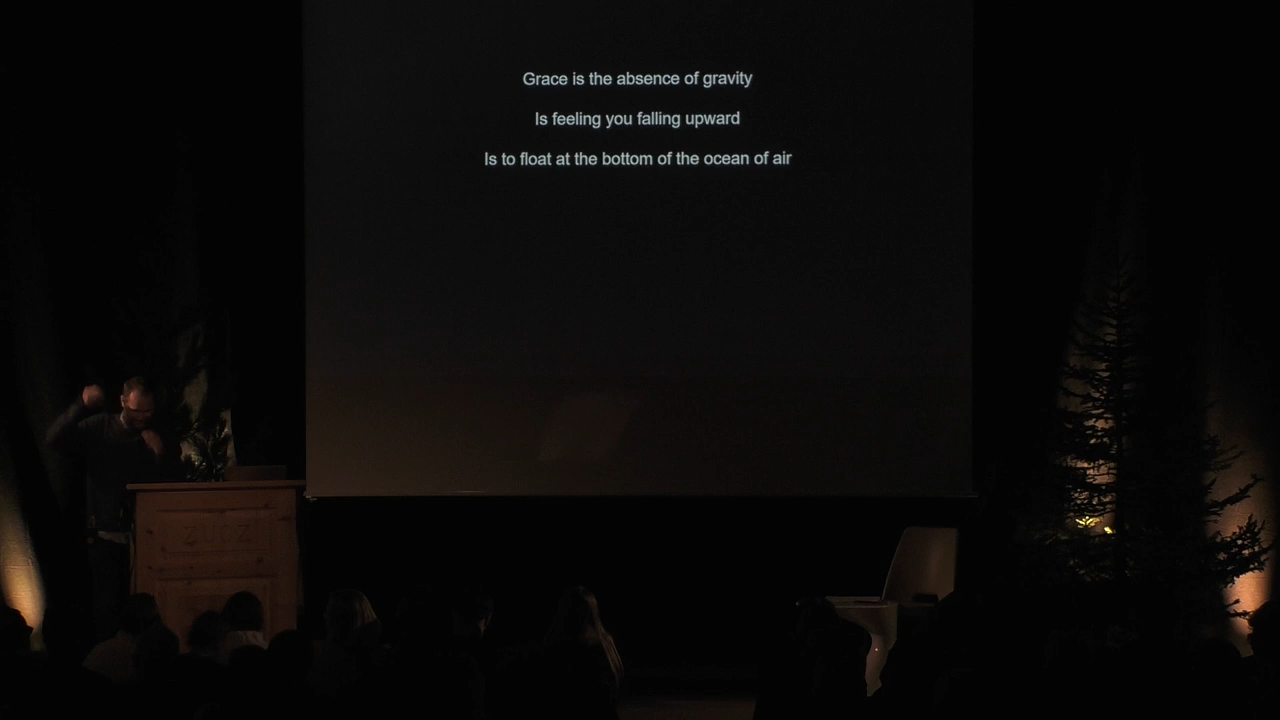 Grace is the absence of gravity
Is feeling you falling upward
Is to float at the bottom of the ocean of air
ZUOZ